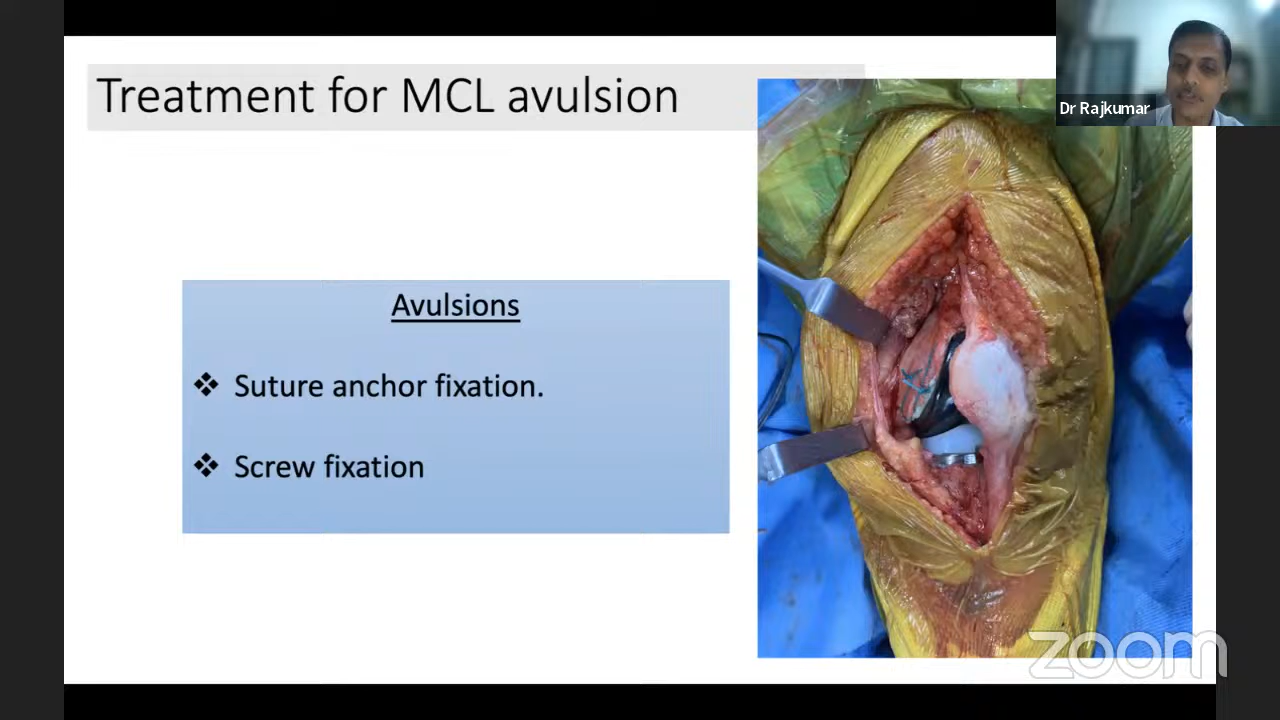 Treatment for MCL avulsion
Dr Rajkumar
Avulsions
❖ Suture anchor fixation.
❖ Screw fixation
zoom